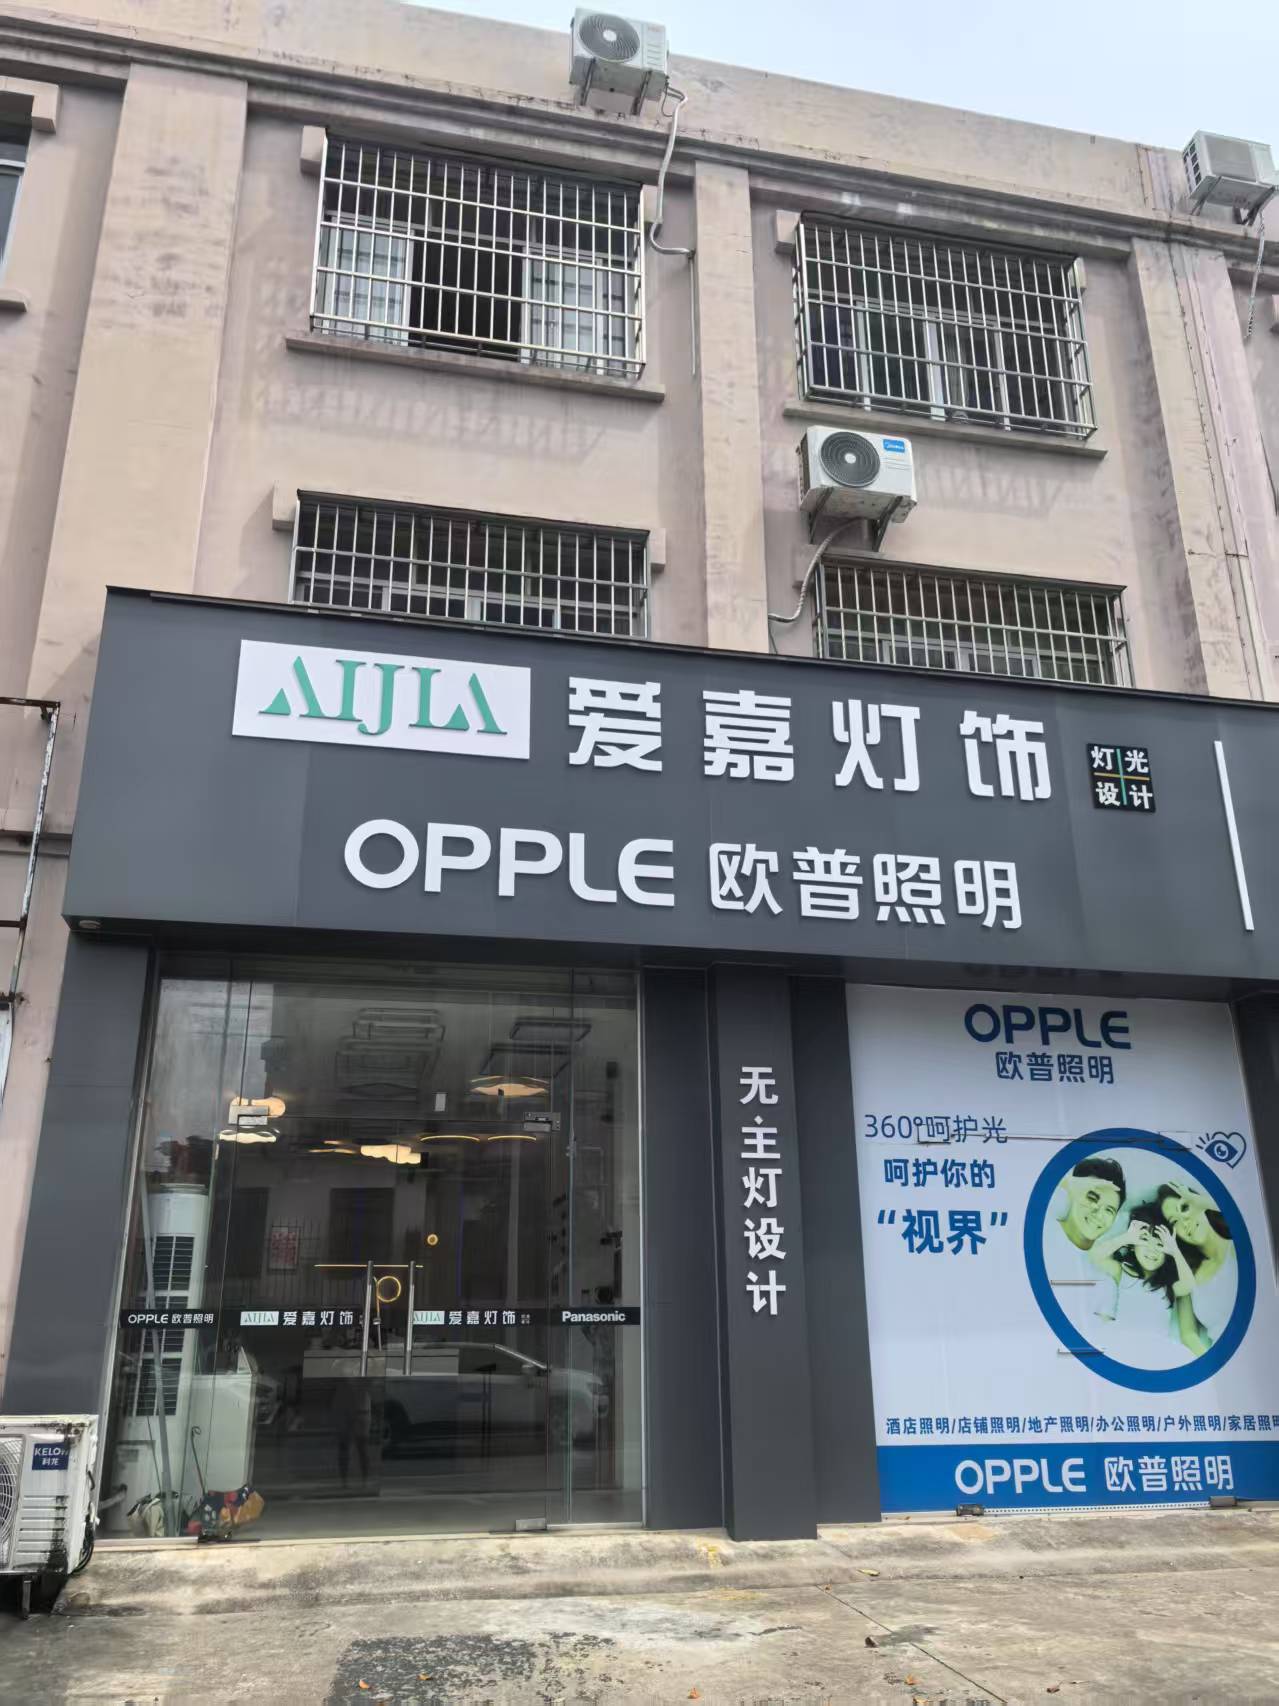 AIJIA 爱嘉灯饰
灯光
设计
OPPLE 欧普照明
OPPLE
欧普照明
360°呵护光
呵护你的
“视界”
无·主灯设计
OPPLE 欧普照明
AIJIA 爱嘉灯饰
AIJIA 爱嘉灯饰
Panasonic
酒店照明/店铺照明/地产照明/办公照明/户外照明/家居照明
OPPLE 欧普照明
科龙